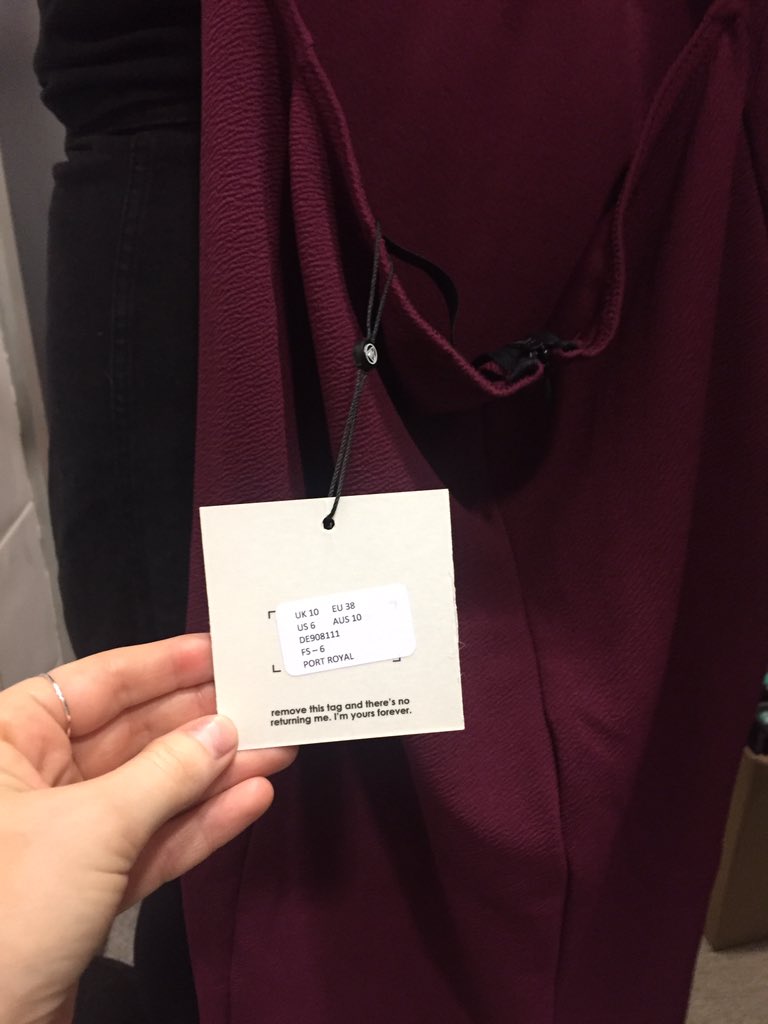 UK 10 EU 38
US 6 AUS 10
DE908111
FS – 6
PORT ROYAL
remove this tag and there's no
returning me. I'm yours forever.